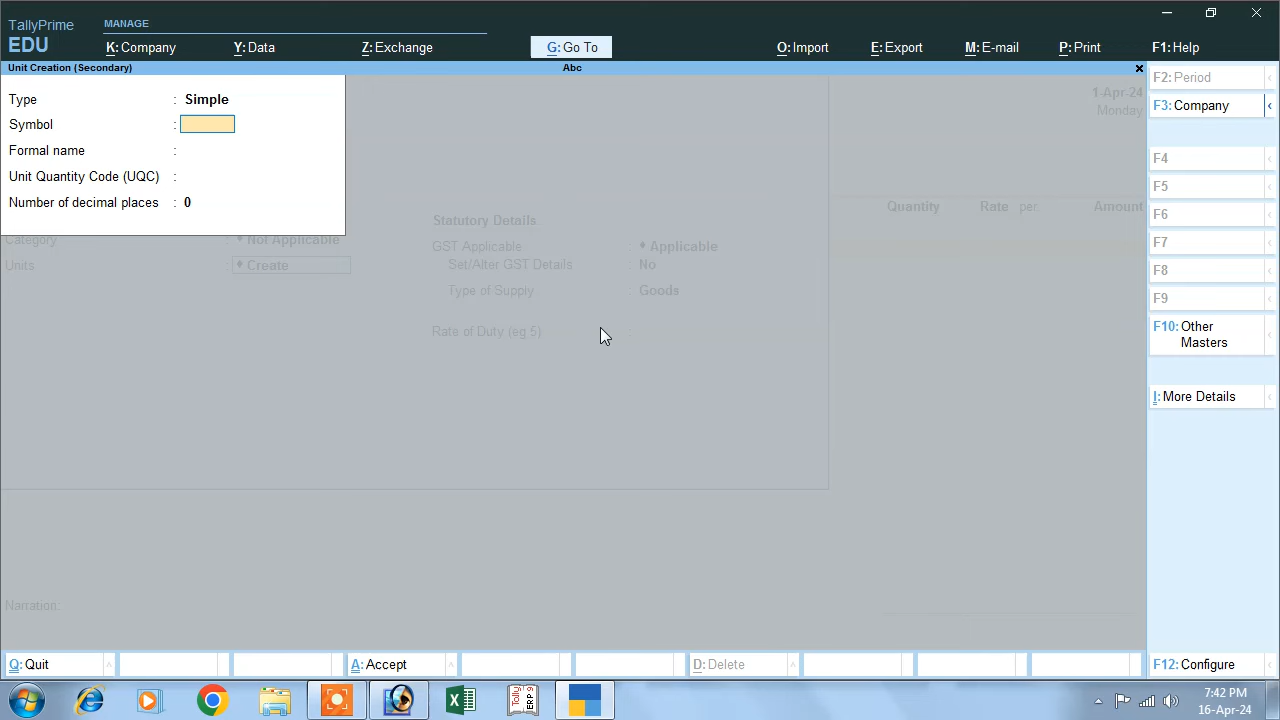 TallyPrime
EDU
MANAGE
K: Company
Y: Data
Z: Exchange
G: Go To
O: Import
E: Export
M: E-mail
P: Print
F1: Help
Unit Creation (Secondary)
Abc
Type : Simple
Symbol :
Formal name :
Unit Quantity Code (UQC) :
Number of decimal places : 0
Category : ♦ Not Applicable
Units : ♦ Create
Statutory Details
GST Applicable : ♦ Applicable
Set/Alter GST Details : No
Type of Supply : Goods
Rate of Duty (eg 5) :
1-Apr-24
Monday
Quantity Rate per Amount
Narration:
F2: Period
F3: Company
F4
F5
F6
F7
F8
F9
F10: Other
Masters
I: More Details
Q: Quit
A: Accept
D: Delete
F12: Configure
Tally
ERP 9
7:42 PM
16-Apr-24